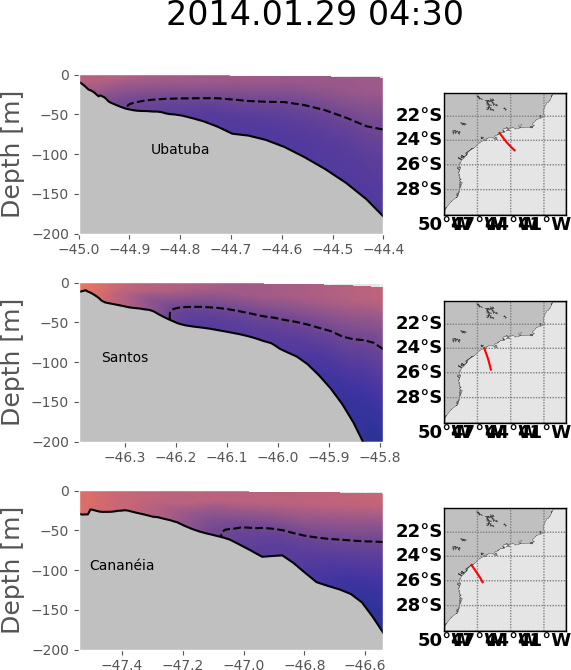 2014.01.29 04:30
Depth [m]
0
−50
−100
−150
−200
Ubatuba
−45.0 −44.9 −44.8 −44.7 −44.6 −44.5 −44.4
22°S
24°S
26°S
28°S
50°W 47°W 44°W 41°W
Depth [m]
0
−50
−100
−150
−200
Santos
−46.3 −46.2 −46.1 −46.0 −45.9 −45.8
22°S
24°S
26°S
28°S
50°W 47°W 44°W 41°W
Depth [m]
0
−50
−100
−150
−200
Cananéia
−47.4 −47.2 −47.0 −46.8 −46.6
22°S
24°S
26°S
28°S
50°W 47°W 44°W 41°W